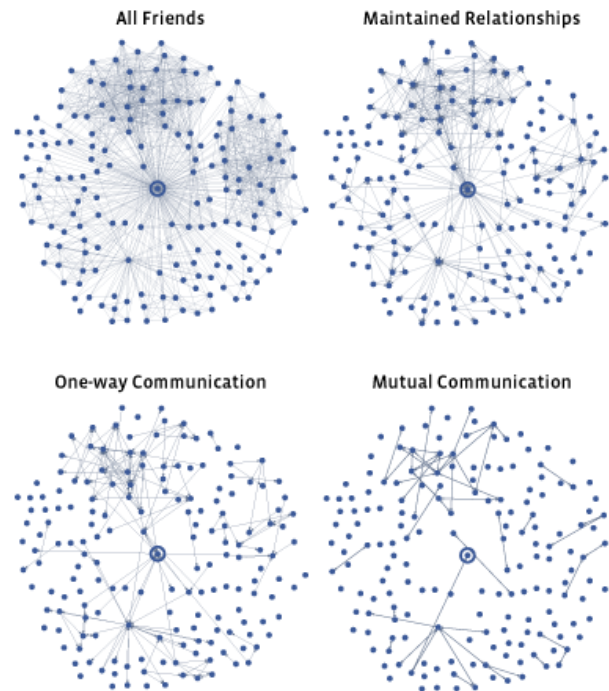 All Friends
Maintained Relationships
One-way Communication
Mutual Communication